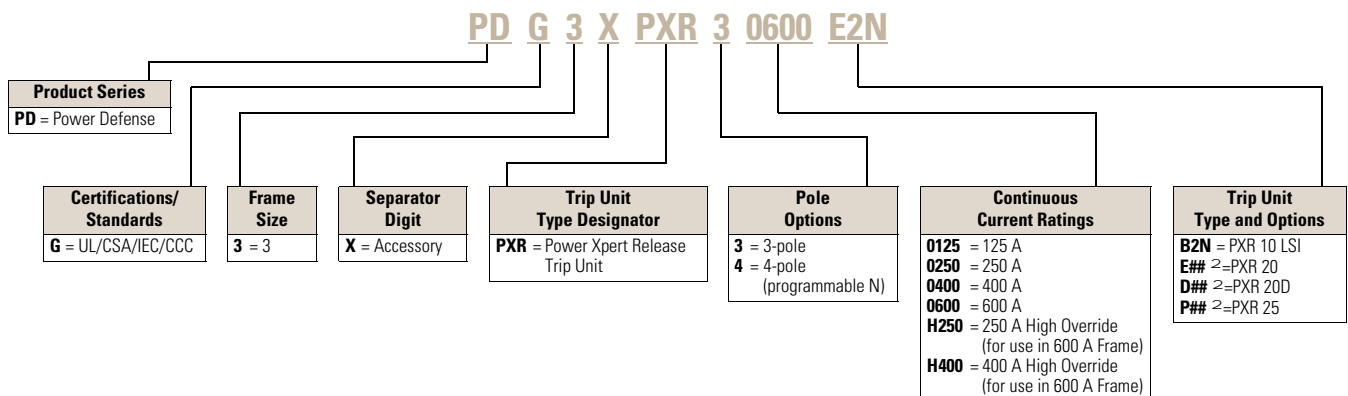 PD G 3 X PXR 3 0600 E2N
Product Series
PD = Power Defense
Certifications/
Standards
G = UL/CSA/IEC/CCC
Frame
Size
3 = 3
Separator
Digit
X = Accessory
Trip Unit
Type Designator
PXR = Power Xpert Release
Trip Unit
Pole
Options
3 = 3-pole
4 = 4-pole
(programmable N)
Continuous
Current Ratings
0125 = 125 A
0250 = 250 A
0400 = 400 A
0600 = 600 A
H250 = 250 A High Override
(for use in 600 A Frame)
H400 = 400 A High Override
(for use in 600 A Frame)
Trip Unit
Type and Options
B2N = PXR 10 LSI
E## 2=PXR 20
D## 2=PXR 20D
P## 2=PXR 25